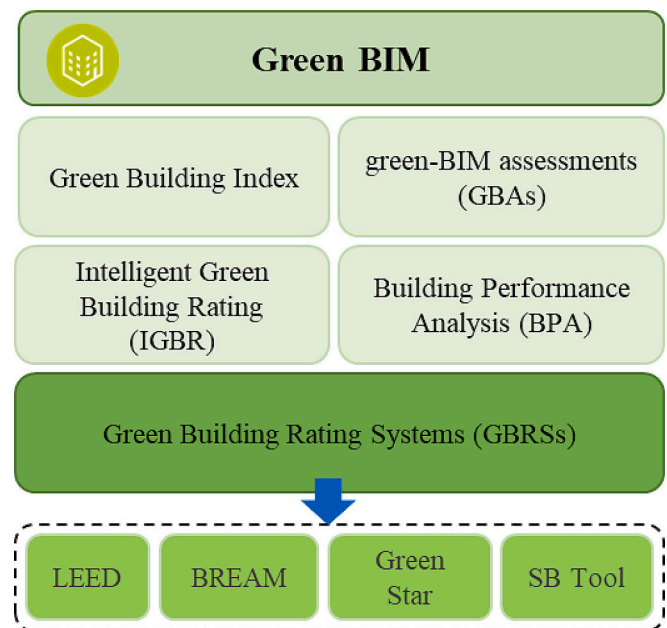 Green BIM
Green Building Index
green-BIM assessments
(GBAs)
Intelligent Green
Building Rating
(IGBR)
Building Performance
Analysis (BPA)
Green Building Rating Systems (GBRSs)
LEED
BREAM
Green
Star
SB Tool